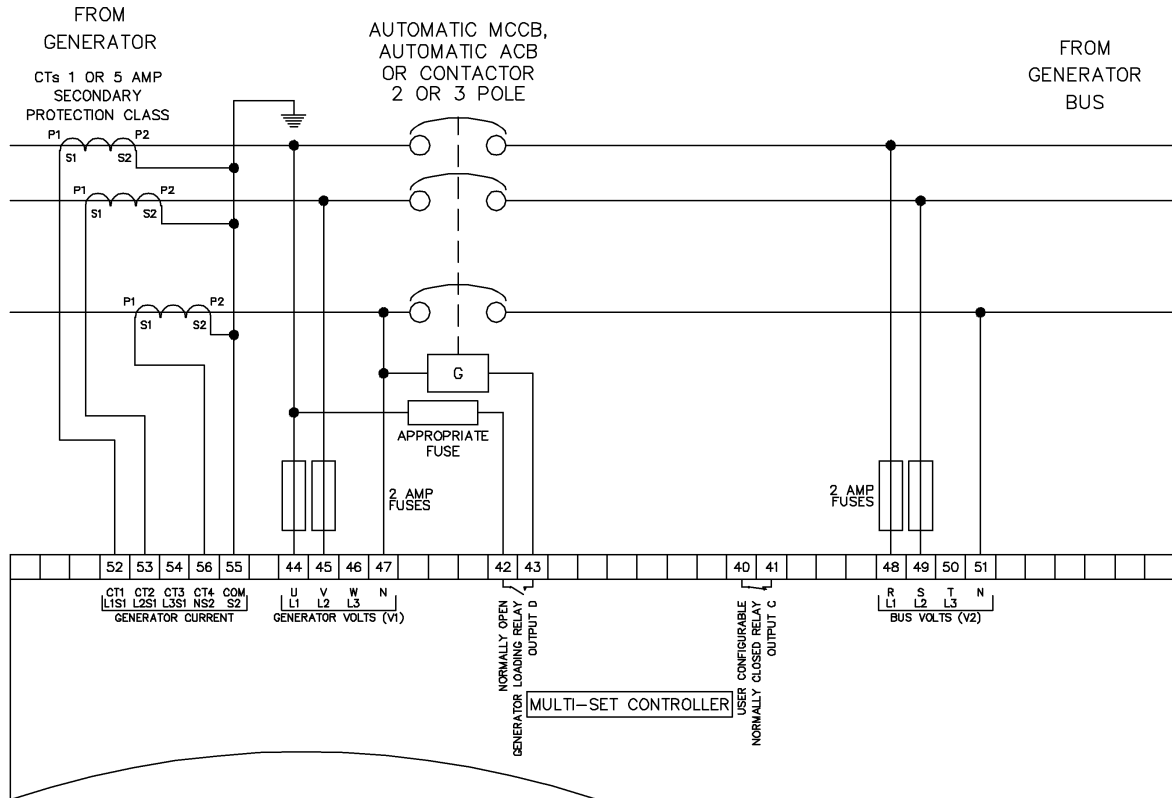 FROM
GENERATOR
CTs 1 OR 5 AMP
SECONDARY
PROTECTION CLASS
AUTOMATIC MCCB,
AUTOMATIC ACB
OR CONTACTOR
2 OR 3 POLE
FROM
GENERATOR
BUS
P1 P2
S1 S2
P1 P2
S1 S2
P1 P2
S1 S2
G
APPROPRIATE
FUSE
2 AMP
FUSES
2 AMP
FUSES
52 53 54 56 55 44 45 46 47 42 43 40 41 48 49 50 51
CT1 CT2 CT3 CT4 COM U V W N R S T N
L1S1 L2S1 L3S1 NS2 S2 L1 L2 L3 L1 L2 L3
GENERATOR CURRENT GENERATOR VOLTS (V1) BUS VOLTS (V2)
NORMALLY OPEN
GENERATOR LOADING RELAY
OUTPUT D
MULTI-SET CONTROLLER
USER CONFIGURABLE
NORMALLY CLOSED RELAY
OUTPUT C